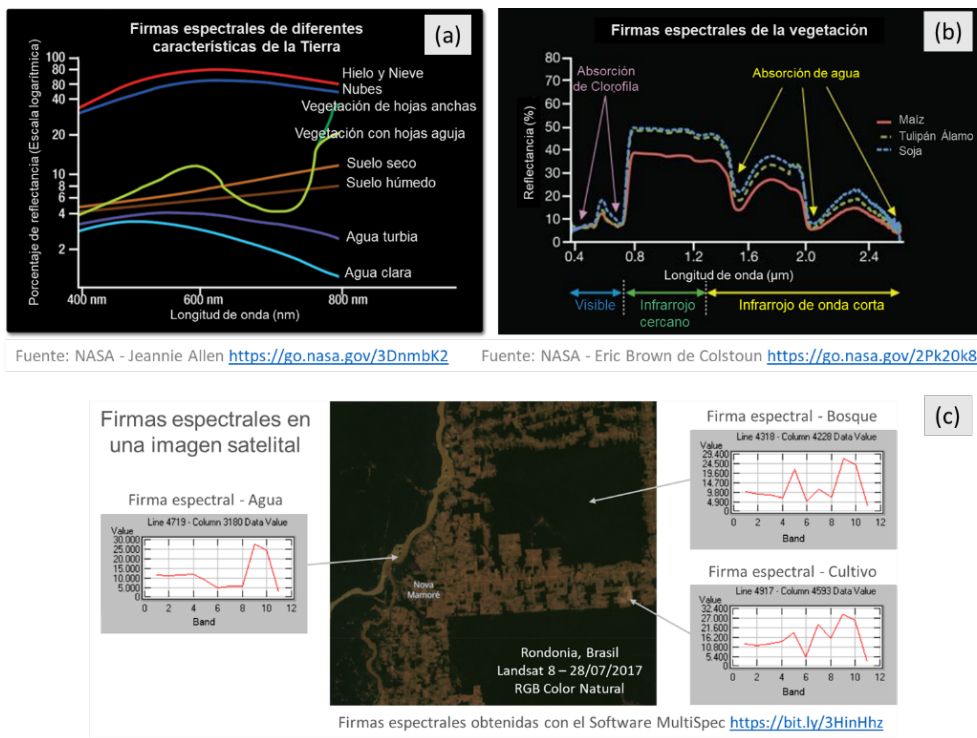 Firmas espectrales de diferentes
características de la Tierra
(a)
Porcentaje de reflectancia (Escala logarítmica)
100
80
60
40
20
10
8
6
4
2
Hielo y Nieve
Nubes
Vegetación de hojas anchas
Vegetación con hojas aguja
Suelo seco
Suelo húmedo
Agua turbia
Agua clara
400 nm
600 nm
800 nm
Longitud de onda (nm)
Firmas espectrales de la vegetación
(b)
Reflectancia (%)
80
70
60
50
40
30
20
10
0
Absorción
de Clorofila
Absorción de agua
Maíz
Tulipán Álamo
Soja
0.4
0.8
1.2
1.6
2.0
2.4
Longitud de onda (µm)
Visible
Infrarrojo
cercano
Infrarrojo de onda corta
Fuente: NASA - Jeannie Allen https://go.nasa.gov/3DnmbK2
Fuente: NASA - Eric Brown de Colstoun https://go.nasa.gov/2Pk20k8
(c)
Firmas espectrales en
una imagen satelital
Firma espectral - Agua
Line 4719 - Column 3180 Data Value
Value
30.000
25.000
20.000
15.000
10.000
5.000
0
0 2 4 6 8 10 12
Band
Nova
Mamoré
Rondonia, Brasil
Landsat 8 – 28/07/2017
RGB Color Natural
Firma espectral - Bosque
Line 4318 - Column 4228 Data Value
Value
29.400
24.500
19.600
14.700
9.800
4.900
0
0 2 4 6 8 10 12
Band
Firma espectral - Cultivo
Line 4917 - Column 4593 Data Value
Value
32.400
27.000
21.600
16.200
10.800
5.400
0
0 2 4 6 8 10 12
Band
Firmas espectrales obtenidas con el Software MultiSpec https://bit.ly/3HinHhz